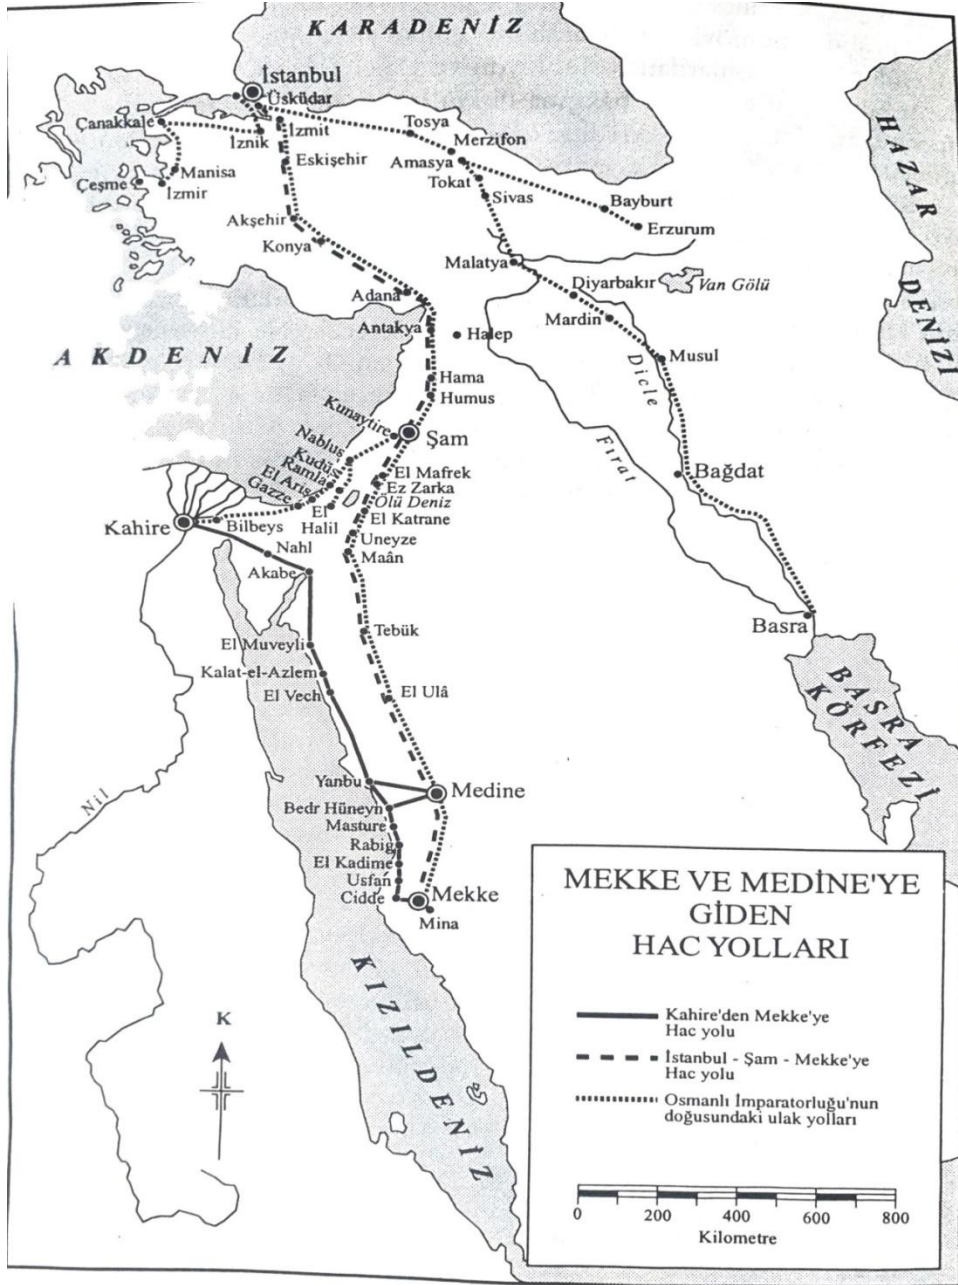 KARADENİZ
İstanbul
Üsküdar
Çanakkale
İznik
İzmit
Tosya
Merzifon
Eskişehir
Amasya
Tokat
Manisa
Çeşme
İzmir
Sivas
Bayburt
Erzurum
Akşehir
Konya
Malatya
Diyarbakır
Van Gölü
HAZAR DENİZİ
Adana
Mardin
Antakya
Halep
Musul
AKDENİZ
Dicle
Hama
Humus
Kunaytire
Şam
Fırat
Nablus
Kudüs
Ramla
El Ariş
Gazze
El Mafrek
Ez Zarka
Ölü Deniz
Bağdat
Kahire
Bilbeys
El Halil
El Katrane
Uneyze
Nahl
Maân
Akabe
Basra
Tebük
El Muveyli
Kalat-el-Azlem
El Vech
El Ulâ
BASRA KÖRFEZİ
Nil
Yanbu
Medine
Bedr Hüneyn
Masture
Rabig
El Kadime
Usfan
Cidde
Mekke
Mina
KIZILDENİZ
K
MEKKE VE MEDİNE'YE
GİDEN
HAC YOLLARI
Kahire'den Mekke'ye
Hac yolu
İstanbul - Şam - Mekke'ye
Hac yolu
Osmanlı İmparatorluğu'nun
doğusundaki ulak yolları
0 200 400 600 800
Kilometre